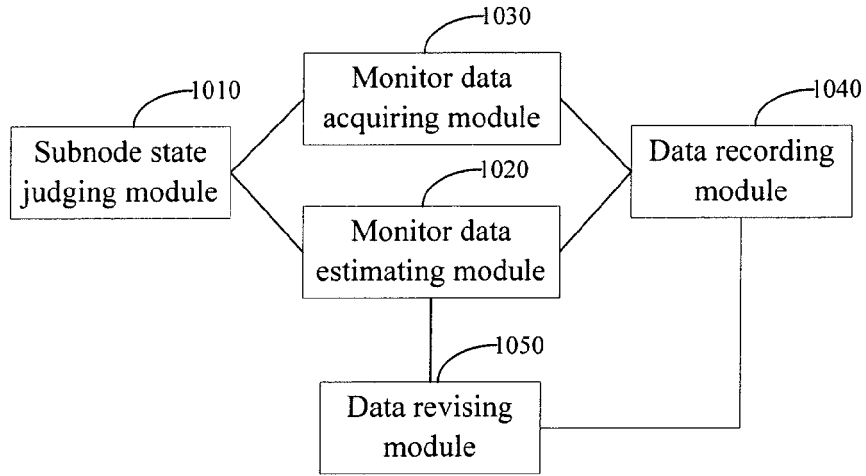 1030
Monitor data
acquiring module
1010
Subnode state
judging module
1040
Data recording
module
1020
Monitor data
estimating module
1050
Data revising
module